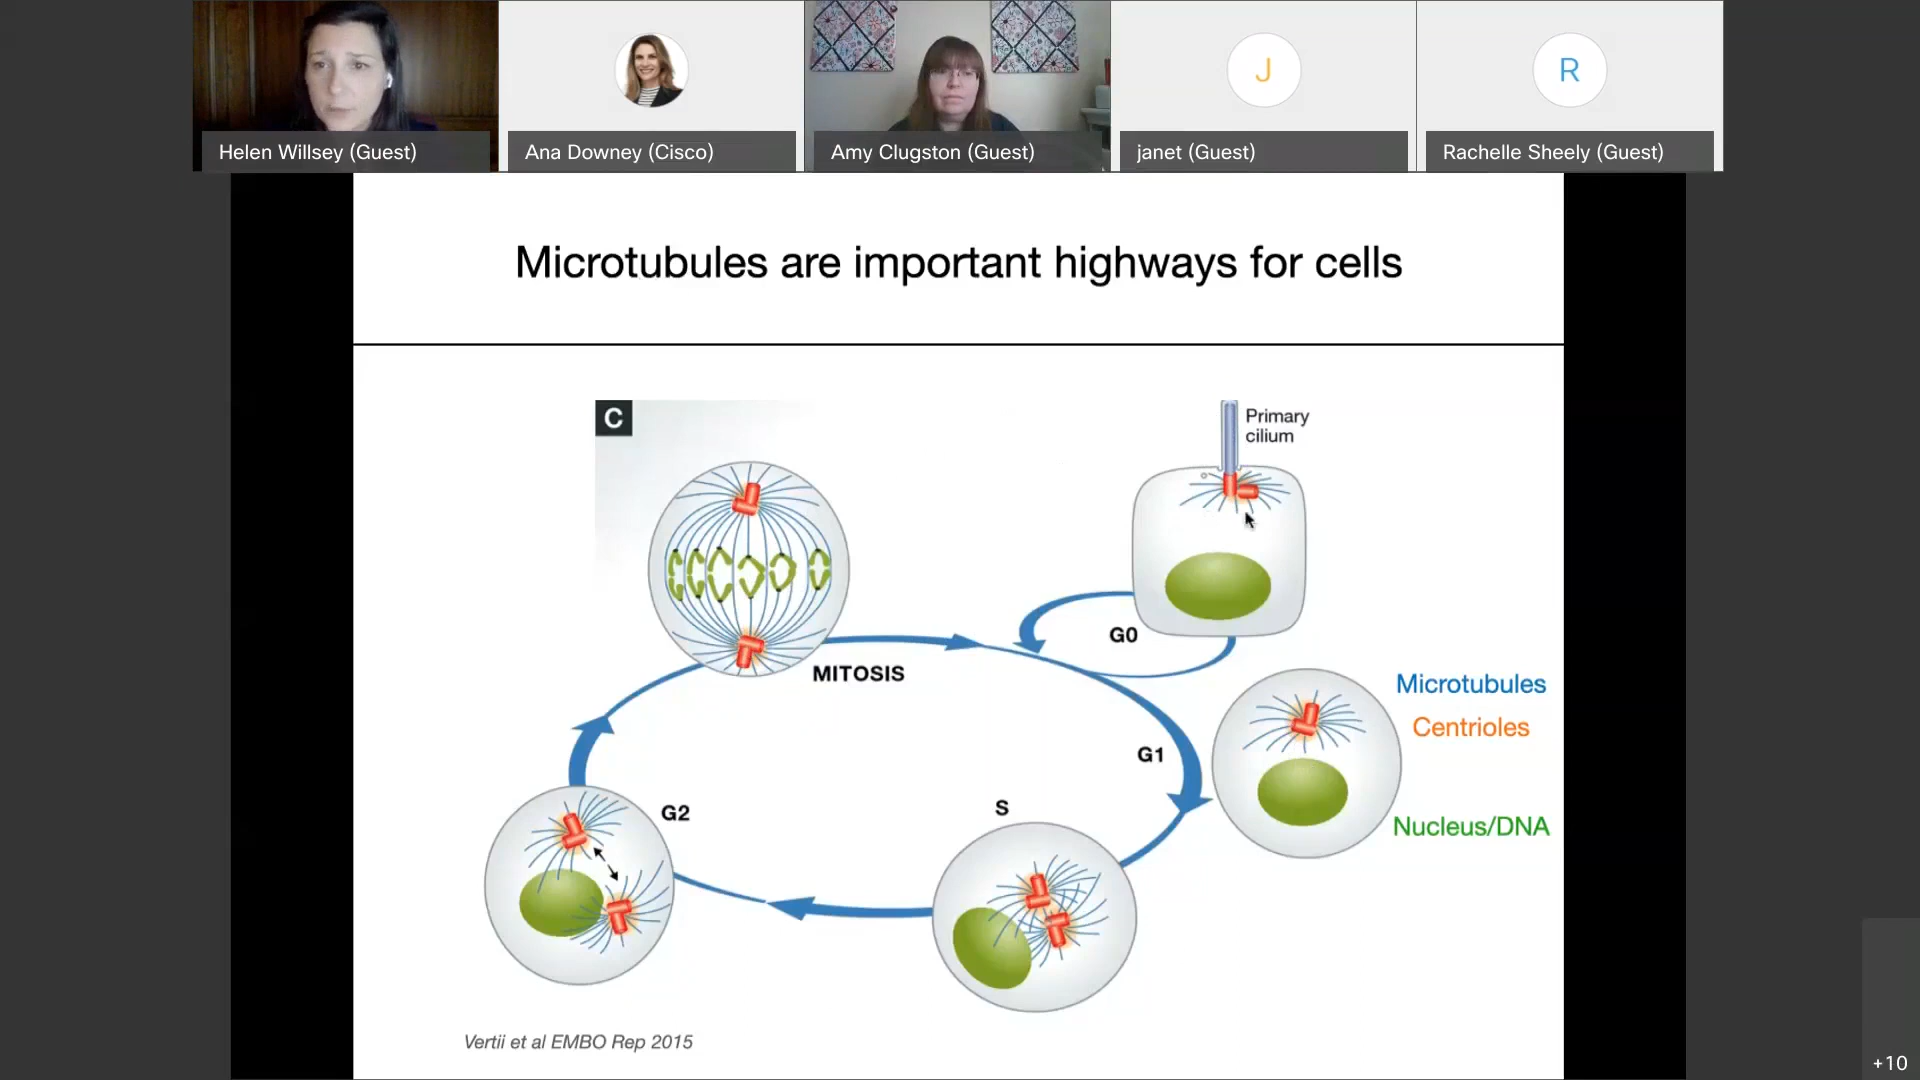 Helen Willsey (Guest)
Ana Downey (Cisco)
Amy Clugston (Guest)
J
janet (Guest)
R
Rachelle Sheely (Guest)
Microtubules are important highways for cells
C
Primary
cilium
G0
MITOSIS
Microtubules
Centrioles
G1
Nucleus/DNA
G2
S
Vertii et al EMBO Rep 2015
+10